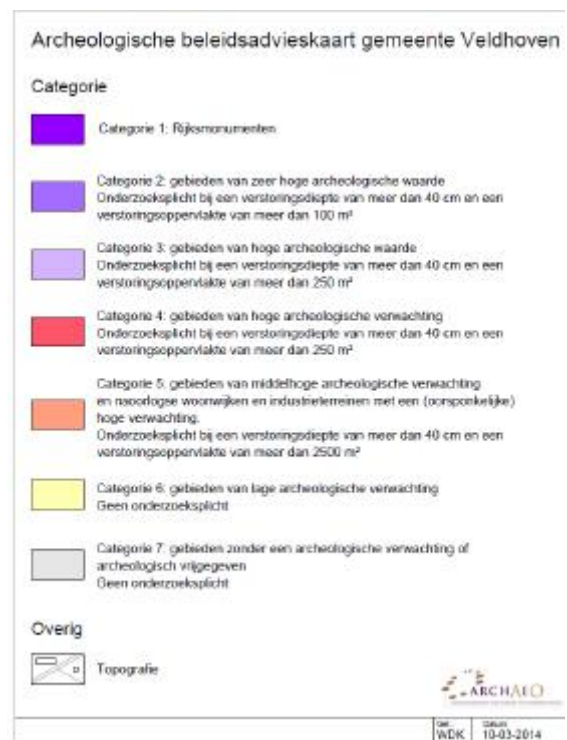 Archeologische beleidsadvieskaart gemeente Veldhoven
Categorie
Categorie 1: Rijksmonumenten
Categorie 2: gebieden van zeer hoge archeologische waarde
Onderzoeksplicht bij een verstoringsdiepte van meer dan 40 cm en een
verstoringsoppervlakte van meer dan 100 m²
Categorie 3: gebieden van hoge archeologische waarde
Onderzoeksplicht bij een verstoringsdiepte van meer dan 40 cm en een
verstoringsoppervlakte van meer dan 250 m²
Categorie 4: gebieden van hoge archeologische verwachting
Onderzoeksplicht bij een verstoringsdiepte van meer dan 40 cm en een
verstoringsoppervlakte van meer dan 250 m²
Categorie 5: gebieden van middelhoge archeologische verwachting
en naoorlogse woonwijken en industrieterreinen met een (oorsponkelijke)
hoge verwachting.
Onderzoeksplicht bij een verstoringsdiepte van meer dan 40 cm en een
verstoringsoppervlakte van meer dan 2500 m²
Categorie 6: gebieden van lage archeologische verwachting
Geen onderzoeksplicht
Categorie 7: gebieden zonder een archeologische verwachting of
archeologisch vrijgegeven
Geen onderzoeksplicht
Overig
Topografie
ARCHAEO
Datum
WDK 10-03-2014